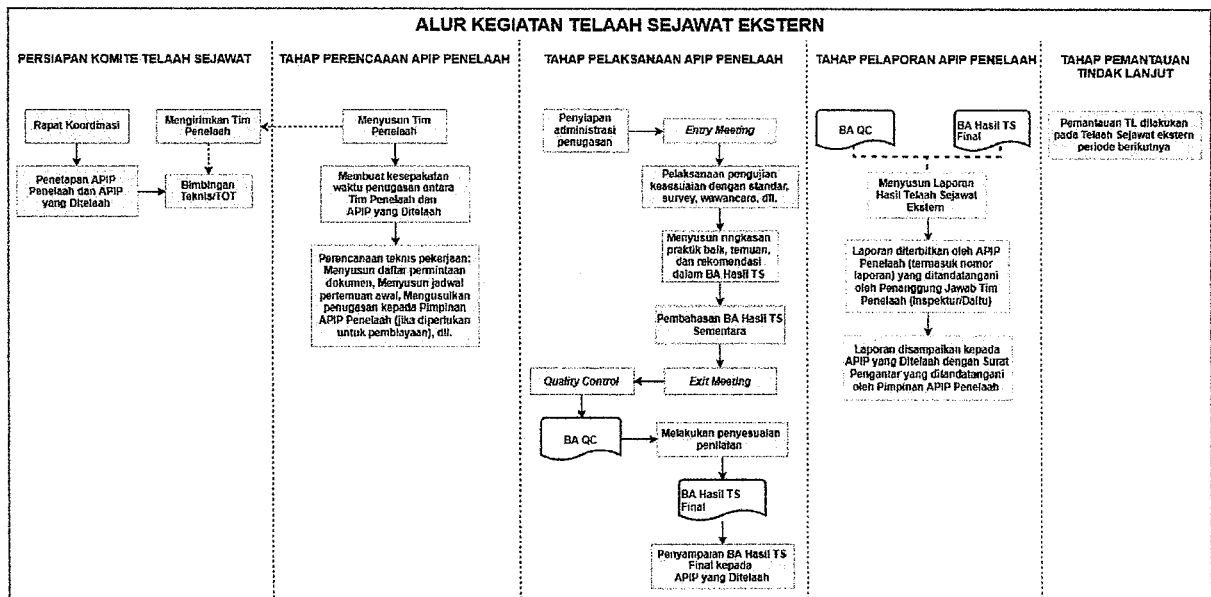 ALUR KEGIATAN TELAAH SEJAWAT EKSTERN
PERSIAPAN KOMITE TELAAH SEJAWAT
Rapat Koordinasi
Mengirimkan Tim
Penelaah
Penetapan APIP
Penelaah dan APIP
yang Ditelaah
Bimbingan
Teknis/TOT
TAHAP PERENCAAAN APIP PENELAAH
Menyusun Tim
Penelaah
Membuat kesepakatan
waktu penugasan antara
Tim Penelaah dan
APIP yang Ditelaah
Perencanaan teknis pekerjaan:
Menyusun daftar permintaan
dokumen, Menyusun jadwal
pertemuan awal, Mengusulkan
penugasan kepada Pimpinan
APIP Penelaah (jika diperlukan
untuk pembiayaan), dll.
TAHAP PELAKSANAAN APIP PENELAAH
Penyiapan
administrasi
penugasan
Entry Meeting
Pelaksanaan pengujian
kesesuaian dengan standar,
survey, wawancara, dll.
Menyusun ringkasan
praktik baik, temuan,
dan rekomendasi
dalam BA Hasil TS
Pembahasan BA Hasil TS
Sementara
Quality Control
Exit Meeting
BA QC
Melakukan penyesuaian
penilaian
BA Hasil TS
Final
Penyampaian BA Hasil TS
Final kepada
APIP yang Ditelaah
TAHAP PELAPORAN APIP PENELAAH
BA QC
BA Hasil TS
Final
Menyusun Laporan
Hasil Telaah Sejawat
Ekstern
Laporan diterbitkan oleh APIP
Penelaah (termasuk nomor
laporan) yang ditandatangani
oleh Penanggung Jawab Tim
Penelaah (Inspektur/Daltu)
Laporan disampaikan kepada
APIP yang Ditelaah dengan Surat
Pengantar yang ditandatangani
oleh Pimpinan APIP Penelaah
TAHAP PEMANTAUAN
TINDAK LANJUT
Pemantauan TL dilakukan
pada Telaah Sejawat ekstern
periode berikutnya